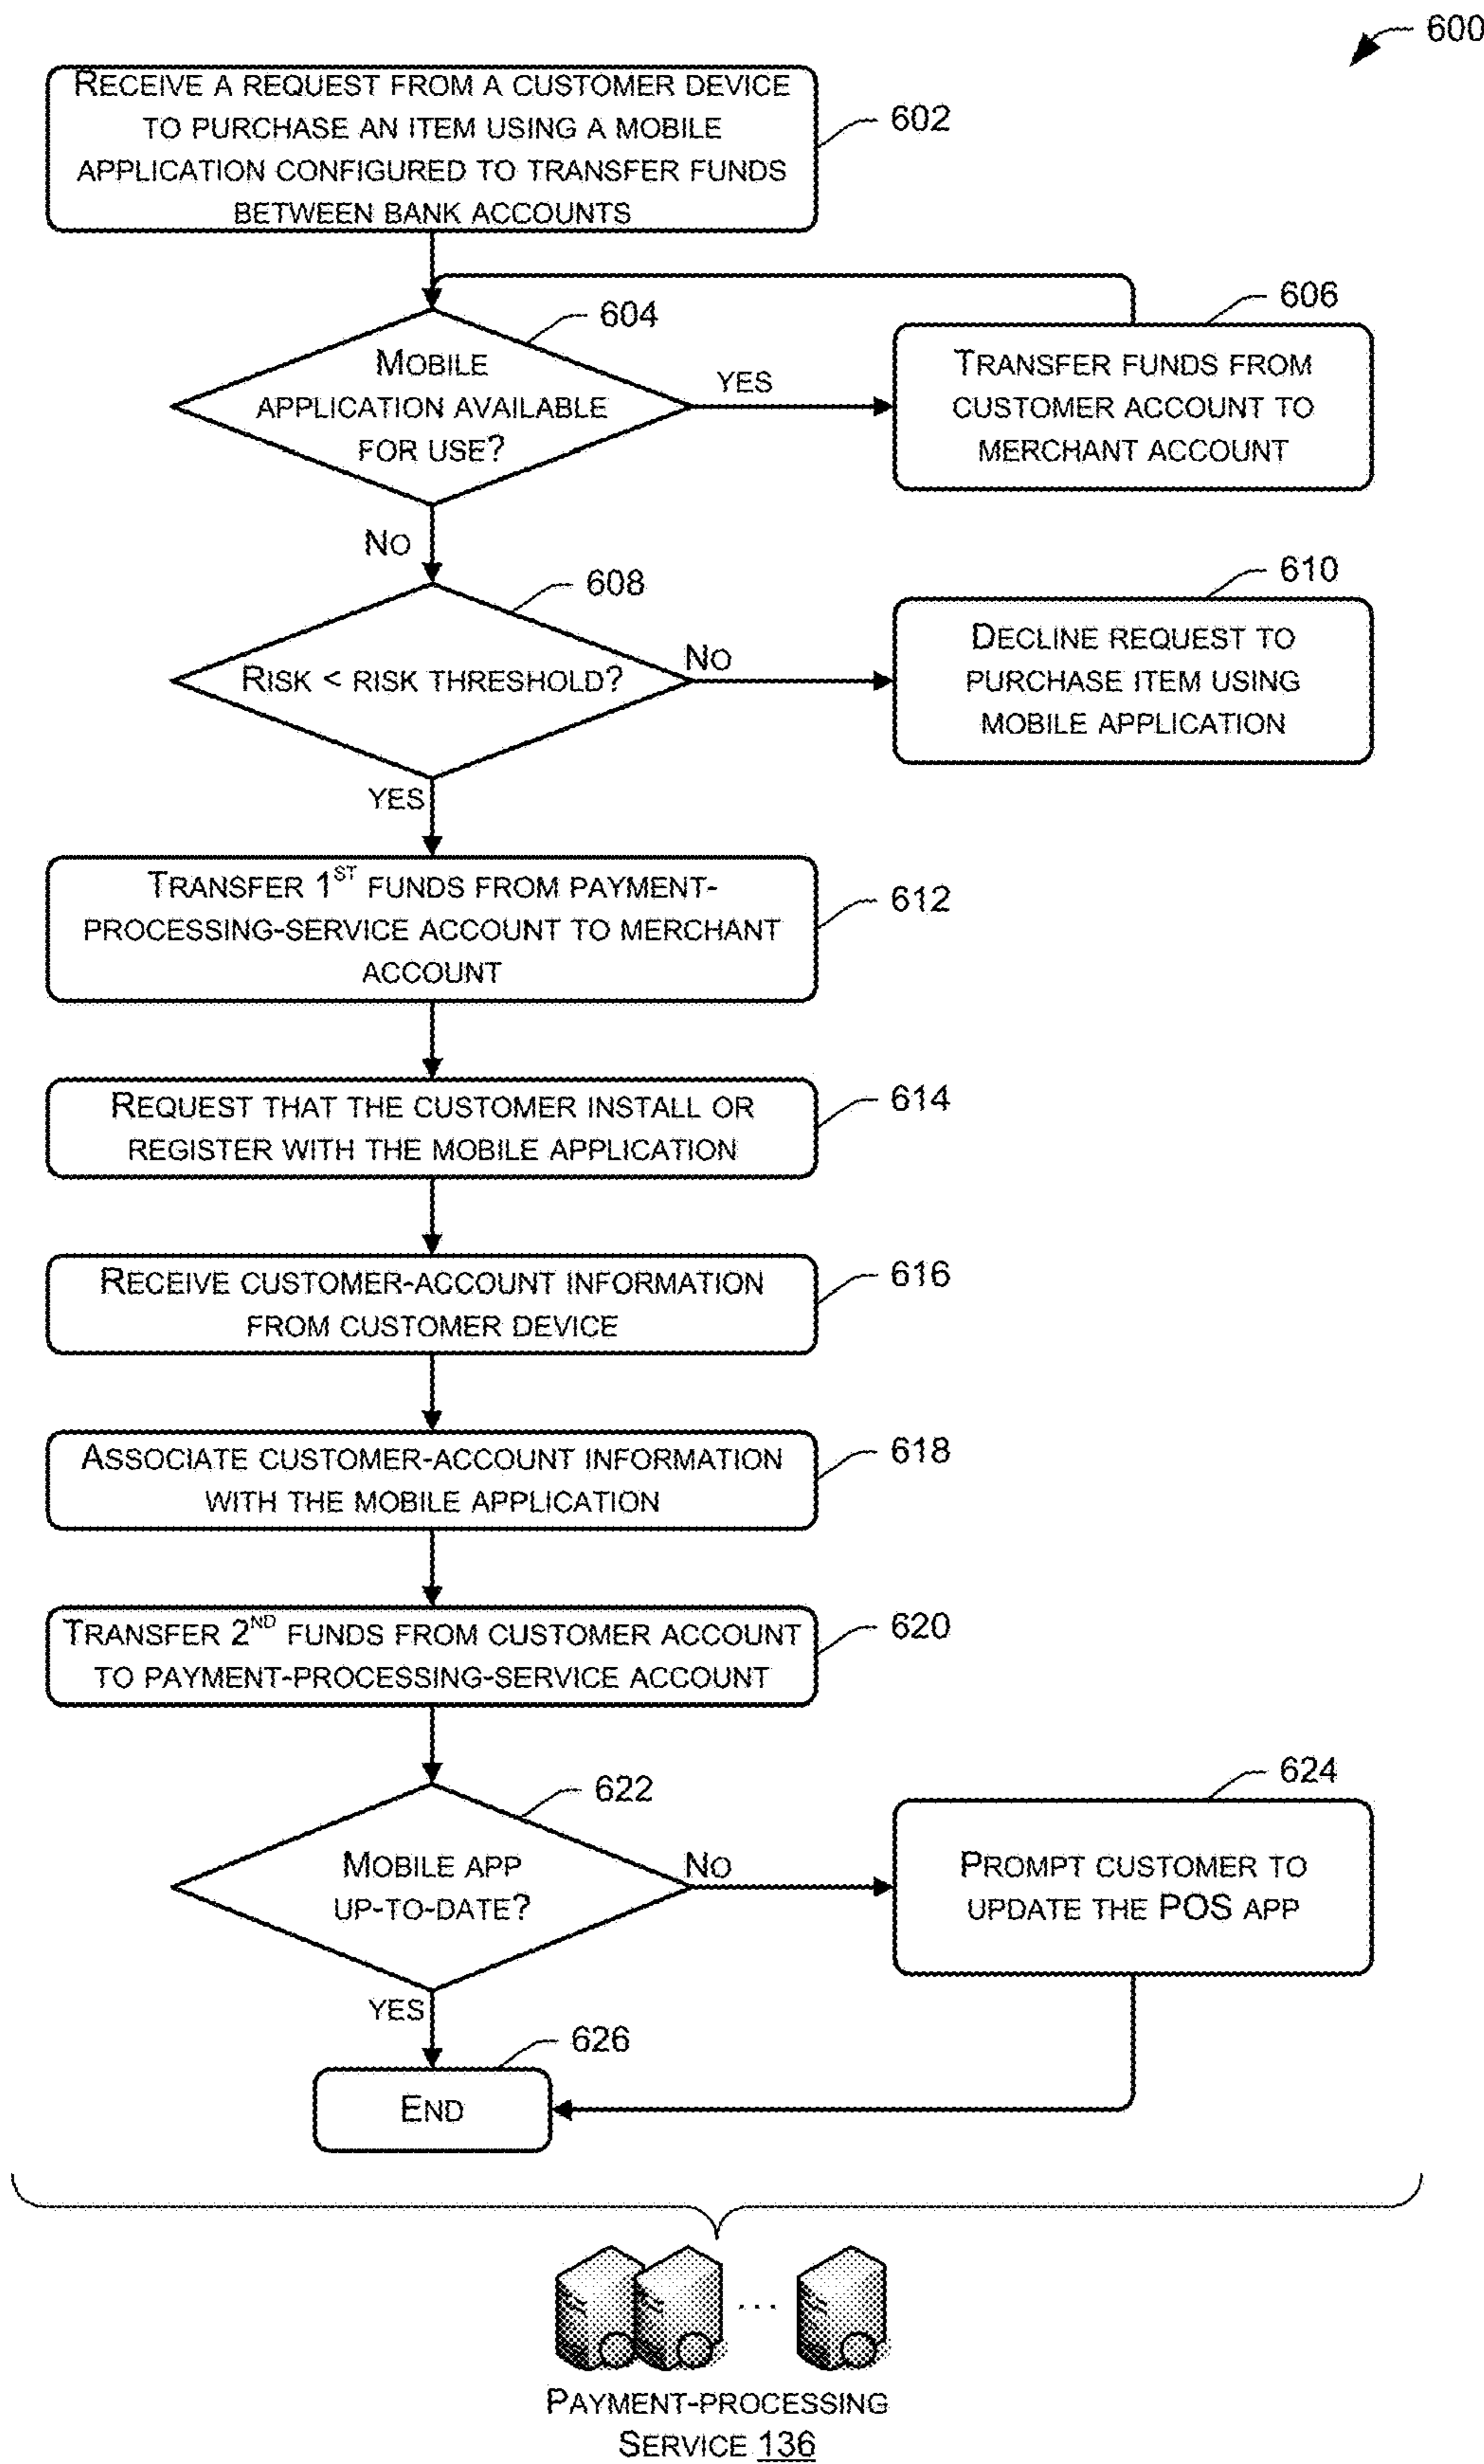 600
RECEIVE A REQUEST FROM A CUSTOMER DEVICE
TO PURCHASE AN ITEM USING A MOBILE
APPLICATION CONFIGURED TO TRANSFER FUNDS
BETWEEN BANK ACCOUNTS
602
604
MOBILE
APPLICATION AVAILABLE
FOR USE?
YES
606
TRANSFER FUNDS FROM
CUSTOMER ACCOUNT TO
MERCHANT ACCOUNT
NO
608
RISK < RISK THRESHOLD?
NO
610
DECLINE REQUEST TO
PURCHASE ITEM USING
MOBILE APPLICATION
YES
TRANSFER 1ST FUNDS FROM PAYMENT-
PROCESSING-SERVICE ACCOUNT TO MERCHANT
ACCOUNT
612
REQUEST THAT THE CUSTOMER INSTALL OR
REGISTER WITH THE MOBILE APPLICATION
614
RECEIVE CUSTOMER-ACCOUNT INFORMATION
FROM CUSTOMER DEVICE
616
ASSOCIATE CUSTOMER-ACCOUNT INFORMATION
WITH THE MOBILE APPLICATION
618
TRANSFER 2ND FUNDS FROM CUSTOMER ACCOUNT
TO PAYMENT-PROCESSING-SERVICE ACCOUNT
620
622
MOBILE APP
UP-TO-DATE?
NO
624
PROMPT CUSTOMER TO
UPDATE THE POS APP
YES
626
END
...
PAYMENT-PROCESSING
SERVICE 136